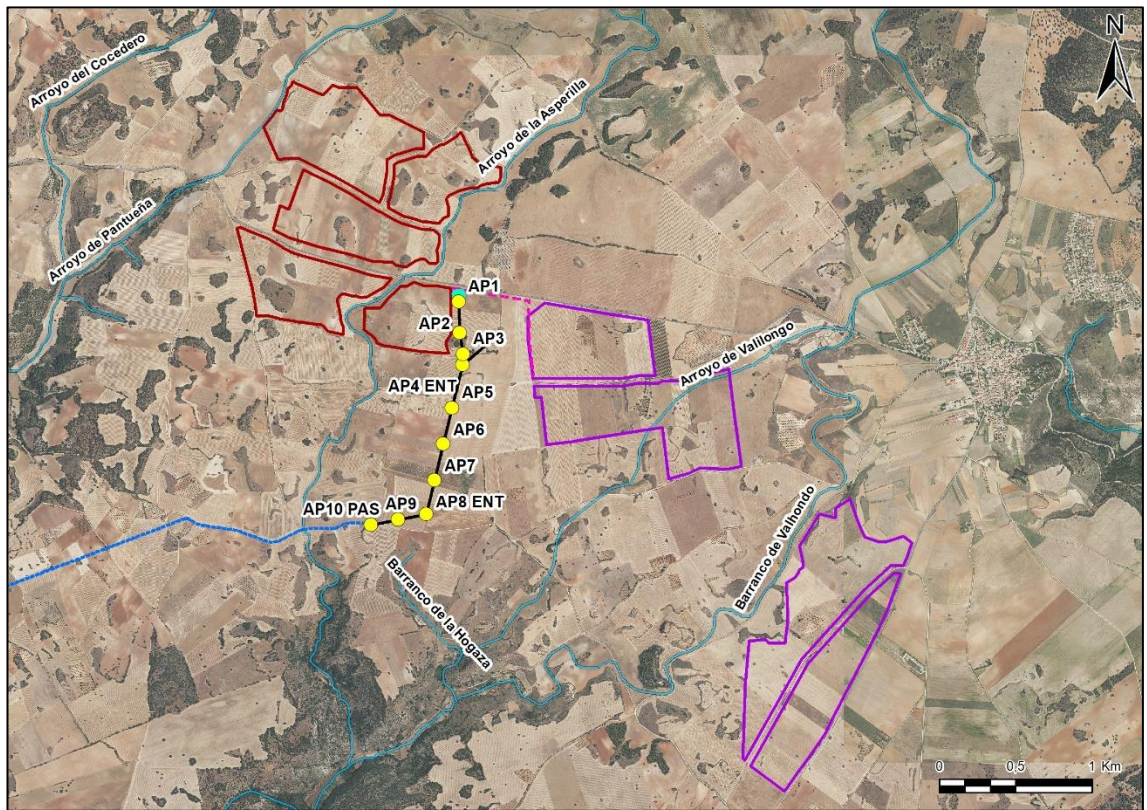 N
Arroyo del Cocedero
Arroyo de la Asperilla
Arroyo de Pantueña
AP1
AP2
AP3
Arroyo de Valilongo
AP4 ENT
AP5
AP6
AP7
AP8 ENT
AP9
AP10 PAS
Barranco de Valhondo
Barranco de la Hogaza
0
0,5
1 Km